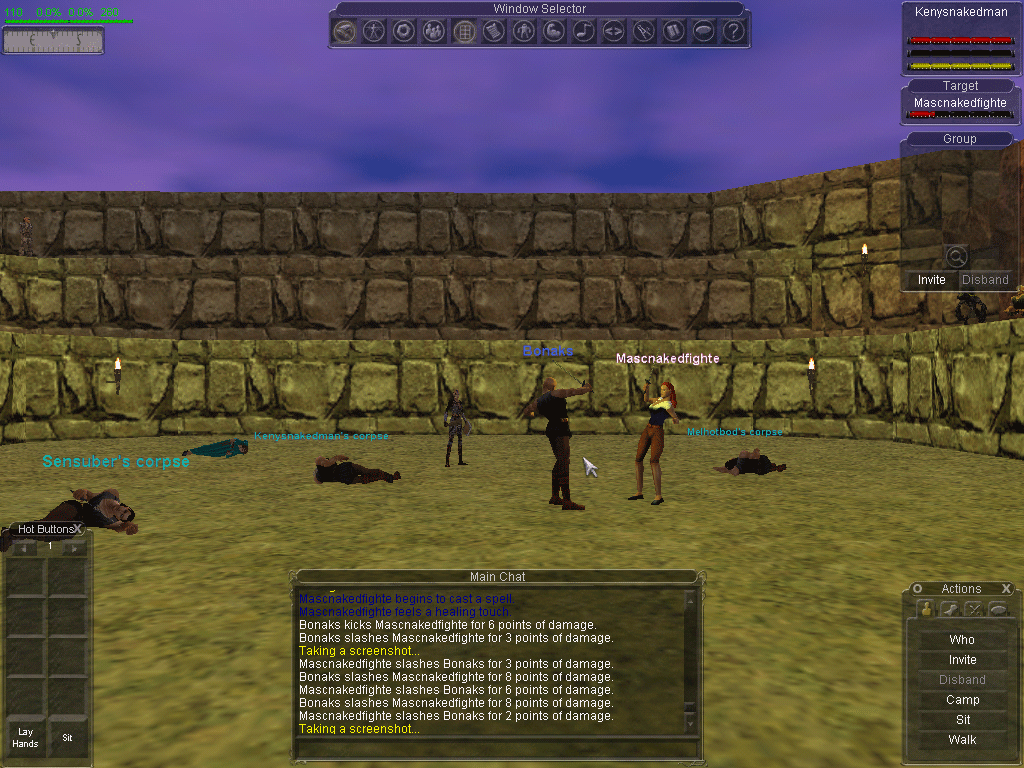 110 0.0% 0.0% 250
E S
Window Selector
Kenysnakedman
Target
Mascnakedfighte
Group
Invite Disband
Bonaks
Mascnakedfighte
Kenysnakedman's corpse
Melhotbod's corpse
Sensuber's corpse
Hot Buttons X
1
Lay Hands
Sit
Main Chat
Mascnakedfighte begins to cast a spell.
Mascnakedfighte feels a healing touch.
Bonaks kicks Mascnakedfighte for 6 points of damage.
Bonaks slashes Mascnakedfighte for 3 points of damage.
Taking a screenshot...
Mascnakedfighte slashes Bonaks for 3 points of damage.
Bonaks slashes Mascnakedfighte for 8 points of damage.
Mascnakedfighte slashes Bonaks for 6 points of damage.
Bonaks slashes Mascnakedfighte for 8 points of damage.
Mascnakedfighte slashes Bonaks for 2 points of damage.
Taking a screenshot...
Actions X
Who
Invite
Disband
Camp
Sit
Walk